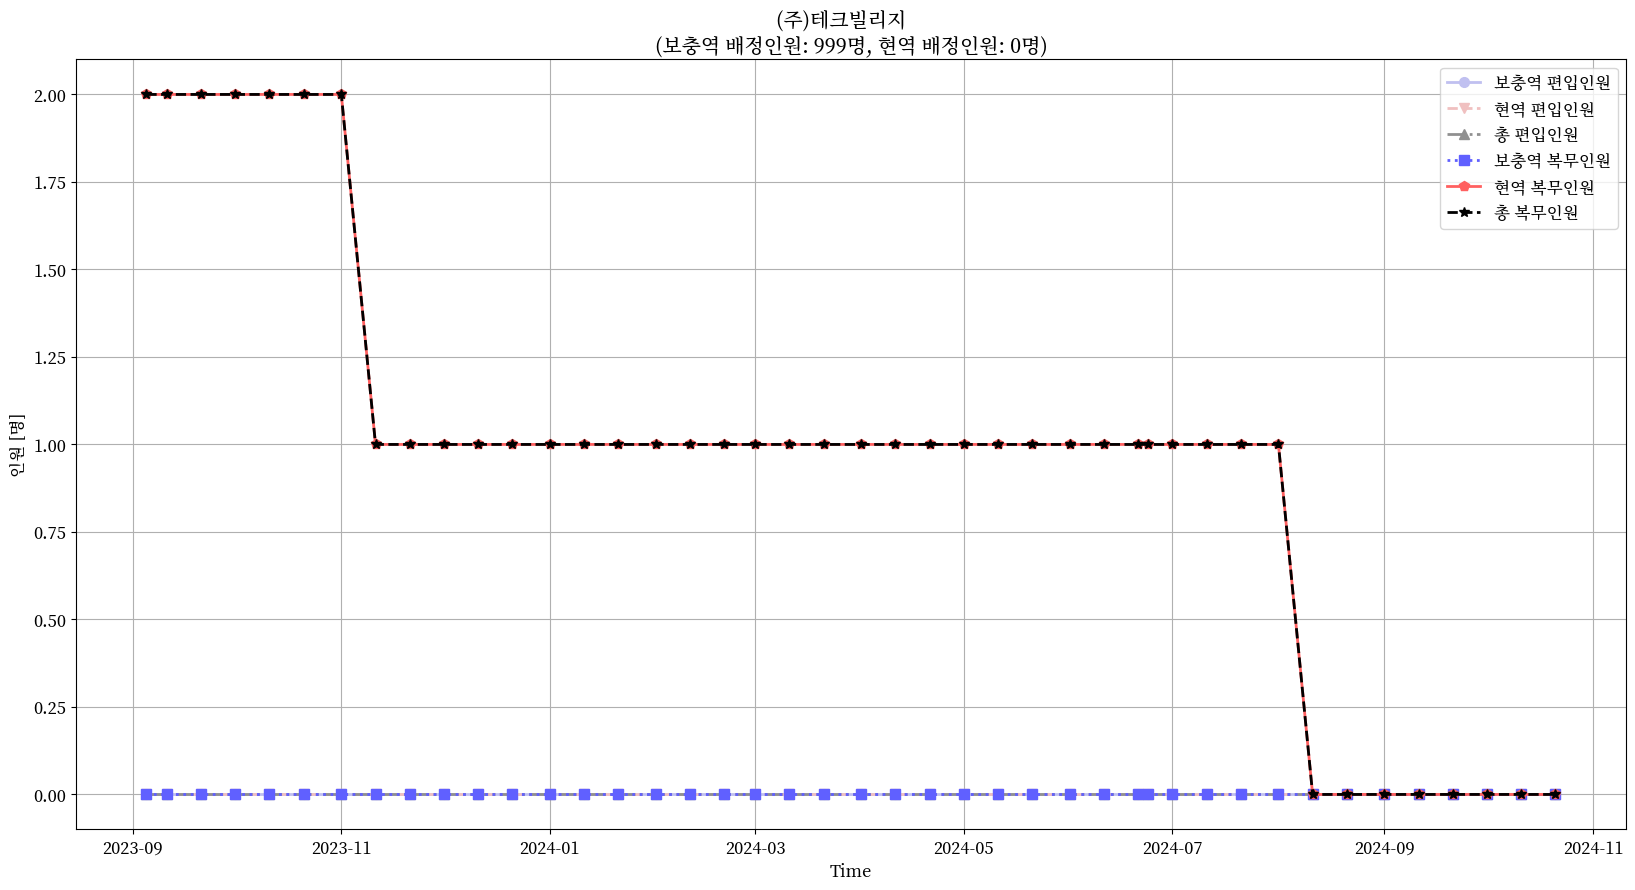 (주)테크빌리지
(보충역 배정인원: 999명, 현역 배정인원: 0명)
보충역 편입인원
현역 편입인원
총 편입인원
보충역 복무인원
현역 복무인원
총 복무인원
인원 [명]
2.00
1.75
1.50
1.25
1.00
0.75
0.50
0.25
0.00
2023-09 2023-11 2024-01 2024-03 2024-05 2024-07 2024-09 2024-11
Time